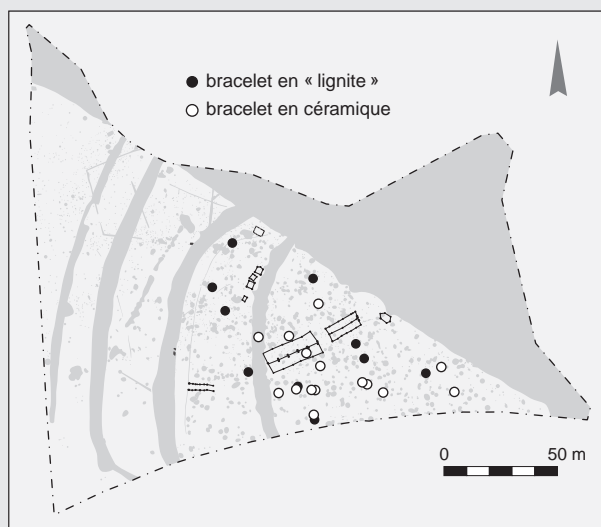 bracelet en « lignite »
bracelet en céramique
0 50 m